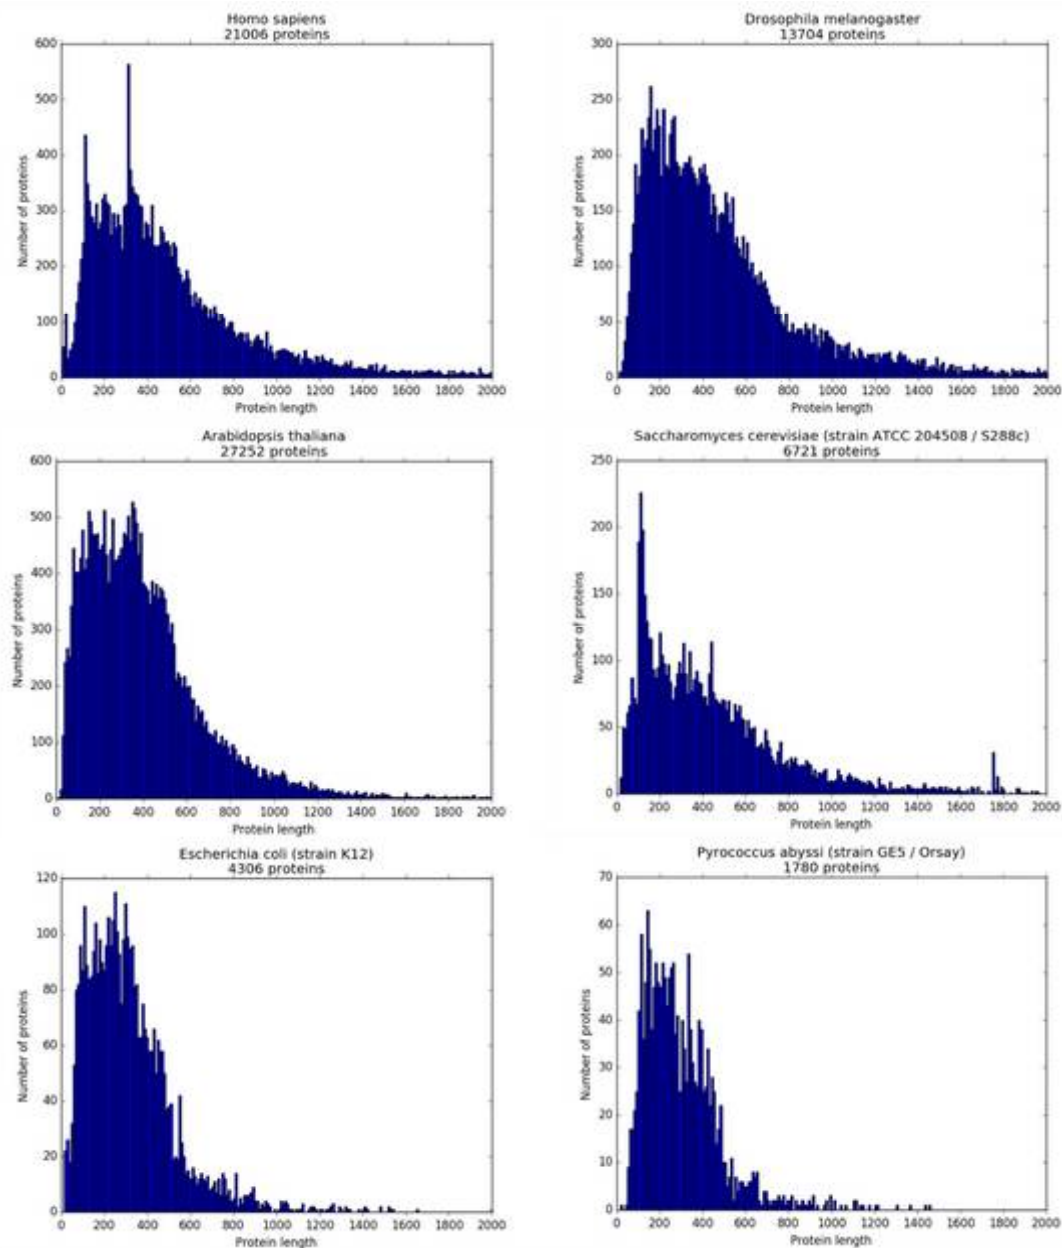 Homo sapiens
21006 proteins
600
500
400
300
200
100
0
Number of proteins
0 200 400 600 800 1000 1200 1400 1600 1800 2000
Protein length
Drosophila melanogaster
13704 proteins
300
250
200
150
100
50
0
Number of proteins
0 200 400 600 800 1000 1200 1400 1600 1800 2000
Protein length
Arabidopsis thaliana
27252 proteins
600
500
400
300
200
100
0
Number of proteins
0 200 400 600 800 1000 1200 1400 1600 1800 2000
Protein length
Saccharomyces cerevisiae (strain ATCC 204508 / S288c)
6721 proteins
250
200
150
100
50
0
Number of proteins
0 200 400 600 800 1000 1200 1400 1600 1800 2000
Protein length
Escherichia coli (strain K12)
4306 proteins
120
100
80
60
40
20
0
Number of proteins
0 200 400 600 800 1000 1200 1400 1600 1800 2000
Protein length
Pyrococcus abyssi (strain GE5 / Orsay)
1780 proteins
70
60
50
40
30
20
10
0
Number of proteins
0 200 400 600 800 1000 1200 1400 1600 1800 2000
Protein length